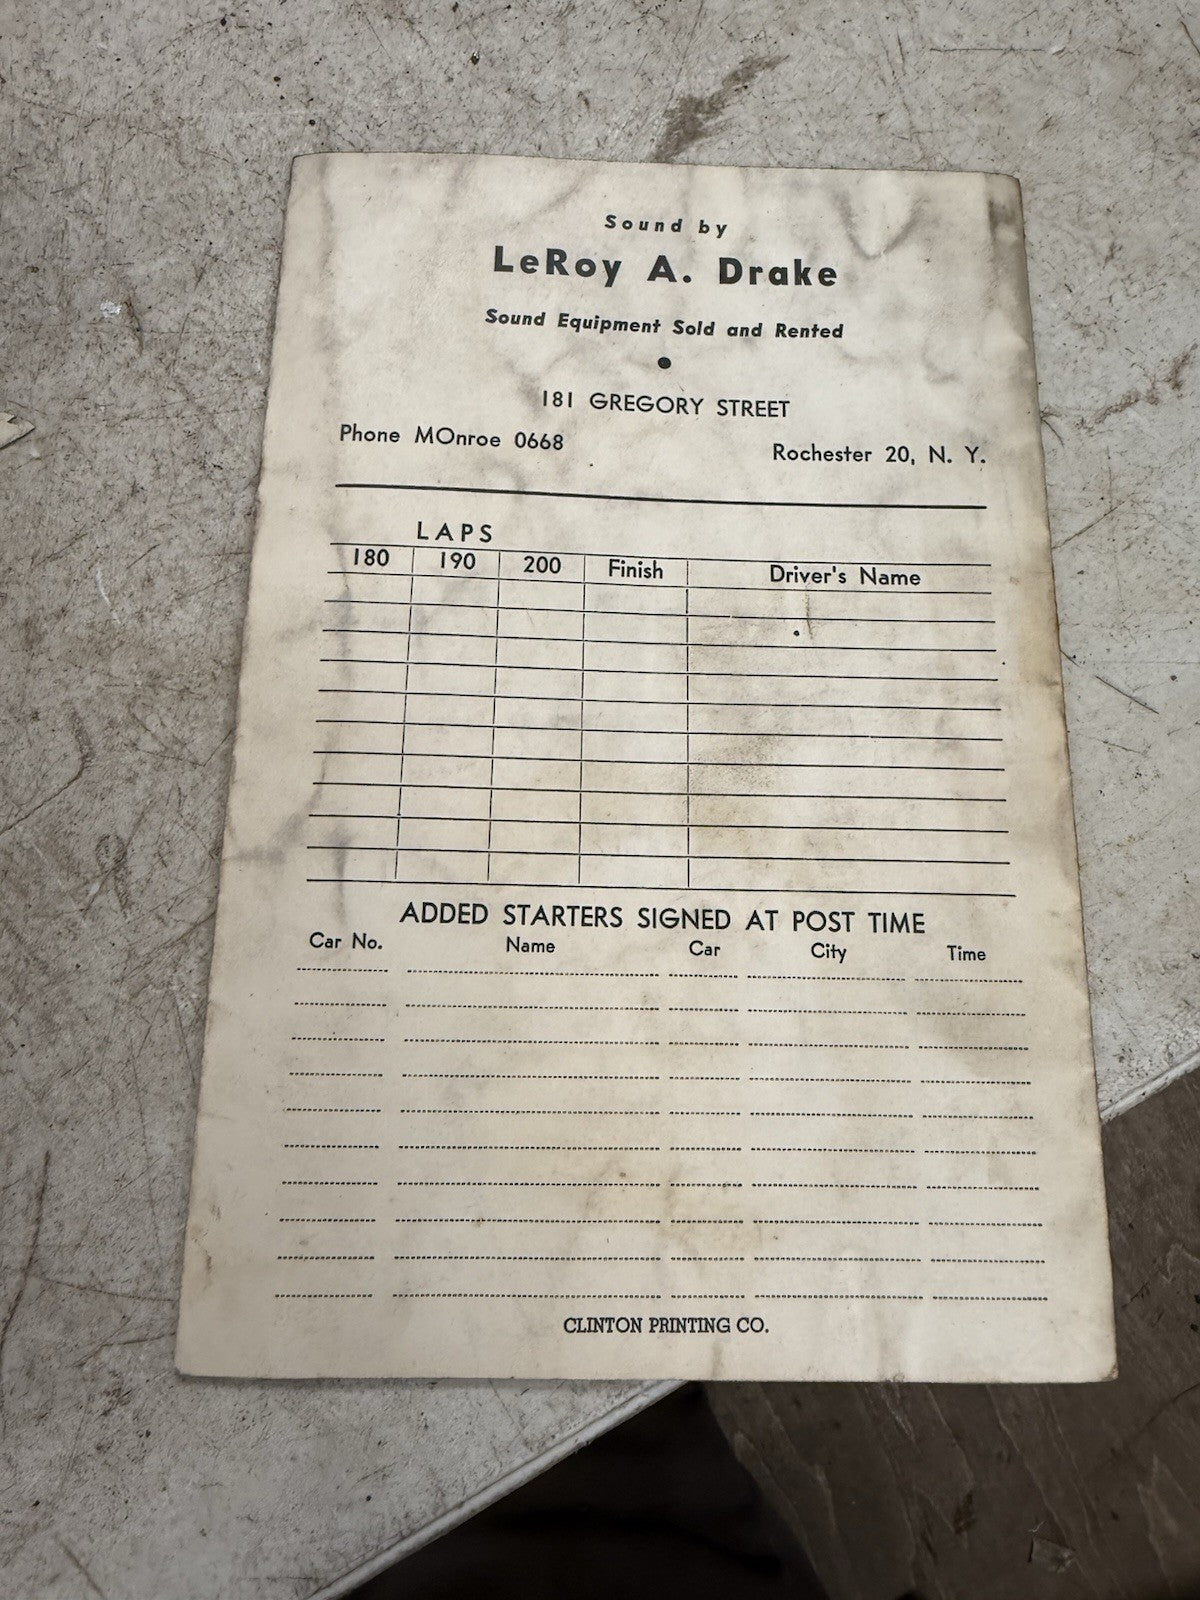 Sound by
LeRoy A. Drake
Sound Equipment Sold and Rented
181 GREGORY STREET
Phone MOnroe 0668 Rochester 20, N. Y.
LAPS
180 190 200 Finish Driver's Name
ADDED STARTERS SIGNED AT POST TIME
Car No. Name Car City Time
CLINTON PRINTING CO.